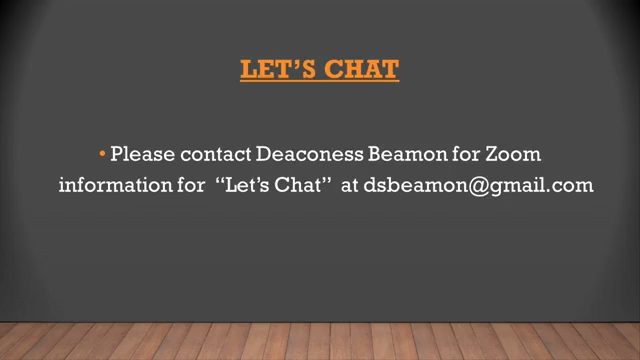 LET’S CHAT
• Please contact Deaconess Beamon for Zoom
information for “Let’s Chat” at dsbeamon@gmail.com